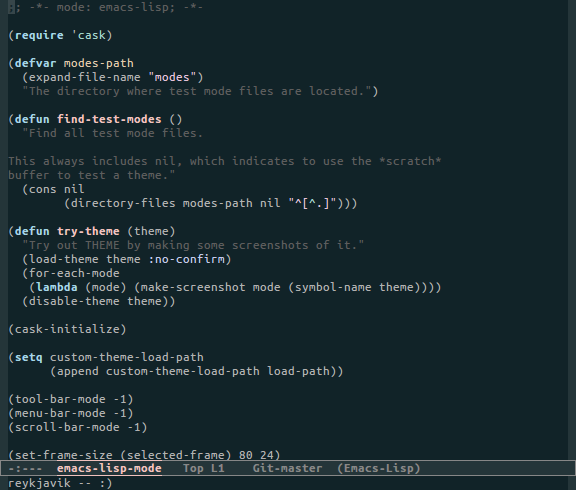 ;; -*- mode: emacs-lisp; -*-
(require 'cask)
(defvar modes-path
  (expand-file-name "modes")
  "The directory where test mode files are located.")
(defun find-test-modes ()
  "Find all test mode files.
This always includes nil, which indicates to use the *scratch*
buffer to test a theme."
  (cons nil
        (directory-files modes-path nil "^[^.]")))
(defun try-theme (theme)
  "Try out THEME by making some screenshots of it."
  (load-theme theme :no-confirm)
  (for-each-mode
   (lambda (mode) (make-screenshot mode (symbol-name theme))))
  (disable-theme theme))
(cask-initialize)
(setq custom-theme-load-path
      (append custom-theme-load-path load-path))
(tool-bar-mode -1)
(menu-bar-mode -1)
(scroll-bar-mode -1)
(set-frame-size (selected-frame) 80 24)
-:---  emacs-lisp-mode   Top L1    Git-master  (Emacs-Lisp)
reykjavik -- :)